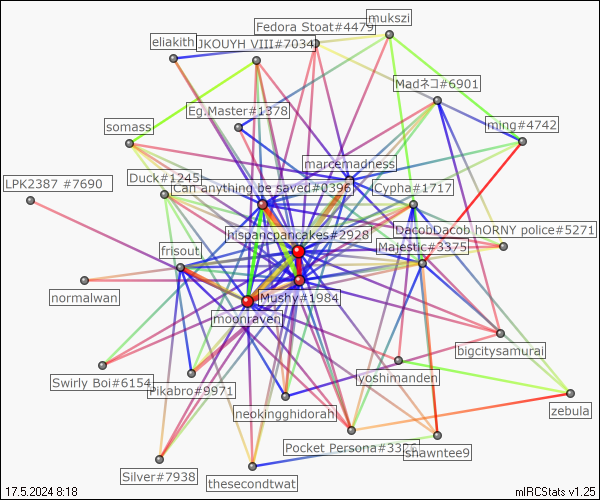 mukszi
Fedora Stoat#4479
eliakith
JKOUYH VIII#7034
Madネコ#6901
Eg.Master#1378
ming#4742
somass
marcemadness
LPK2387 #7690
Duck#1245
Can anything be saved#0396
Cypha#1717
hispanpancakes#2928
DacobDacob hORNY police#5271
frisout
Majestic#3375
normalwan
Mushy#1984
moonraven
bigcitysamurai
Swirly Boi#6154
Pikabro#9971
yoshimanden
neokingghidorah
zebula
Pocket Persona#3326
shawntee9
Silver#7938
thesecondtwat
17.5.2024 8:18
mIRCStats v1.25